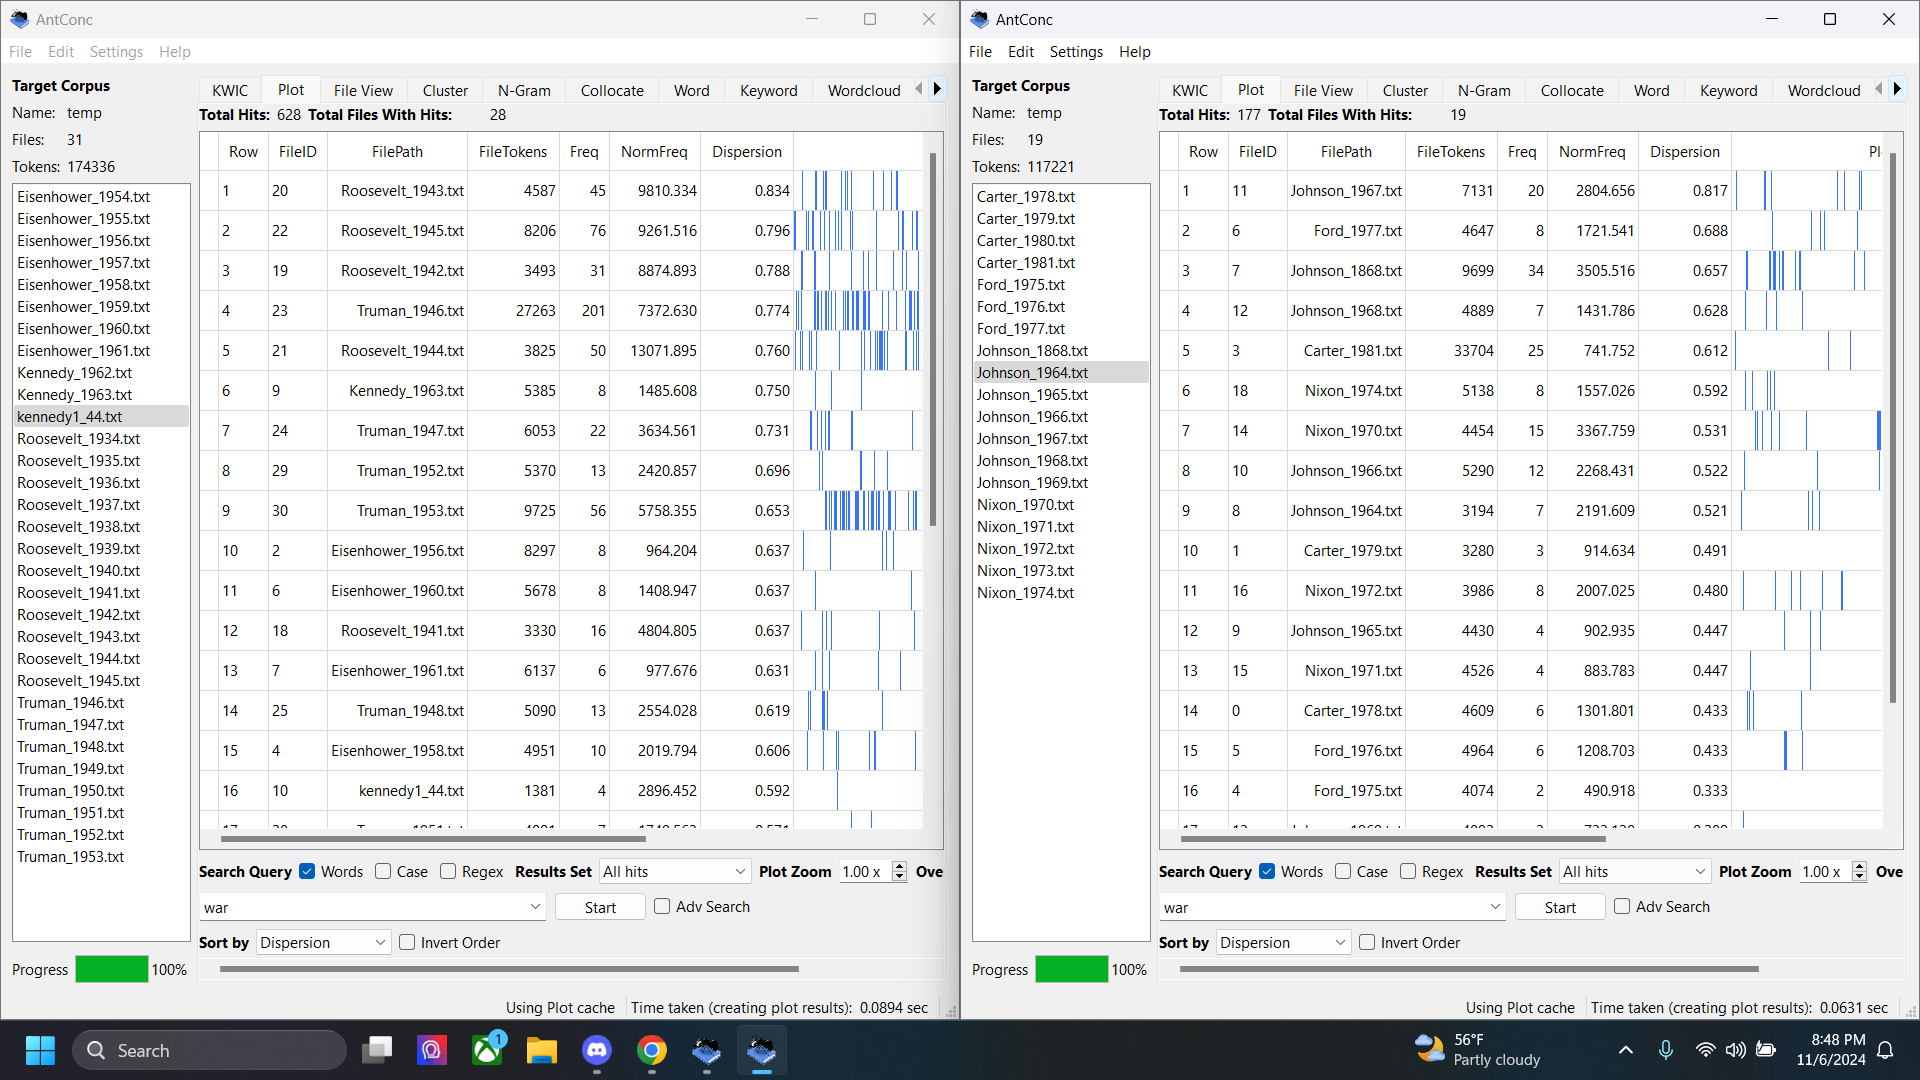 AntConc
File Edit Settings Help
Target Corpus
Name: temp
Files: 31
Tokens: 174336
Eisenhower_1954.txt
Eisenhower_1955.txt
Eisenhower_1956.txt
Eisenhower_1957.txt
Eisenhower_1958.txt
Eisenhower_1959.txt
Eisenhower_1960.txt
Eisenhower_1961.txt
Kennedy_1962.txt
Kennedy_1963.txt
kennedy1_44.txt
Roosevelt_1934.txt
Roosevelt_1935.txt
Roosevelt_1936.txt
Roosevelt_1937.txt
Roosevelt_1938.txt
Roosevelt_1939.txt
Roosevelt_1940.txt
Roosevelt_1941.txt
Roosevelt_1942.txt
Roosevelt_1943.txt
Roosevelt_1944.txt
Roosevelt_1945.txt
Truman_1946.txt
Truman_1947.txt
Truman_1948.txt
Truman_1949.txt
Truman_1950.txt
Truman_1951.txt
Truman_1952.txt
Truman_1953.txt
Progress 100%
KWIC Plot File View Cluster N-Gram Collocate Word Keyword Wordcloud
Total Hits: 628 Total Files With Hits: 28
Row FileID FilePath FileTokens Freq NormFreq Dispersion
1 20 Roosevelt_1943.txt 4587 45 9810.334 0.834
2 22 Roosevelt_1945.txt 8206 76 9261.516 0.796
3 19 Roosevelt_1942.txt 3493 31 8874.893 0.788
4 23 Truman_1946.txt 27263 201 7372.630 0.774
5 21 Roosevelt_1944.txt 3825 50 13071.895 0.760
6 9 Kennedy_1963.txt 5385 8 1485.608 0.750
7 24 Truman_1947.txt 6053 22 3634.561 0.731
8 29 Truman_1952.txt 5370 13 2420.857 0.696
9 30 Truman_1953.txt 9725 56 5758.355 0.653
10 2 Eisenhower_1956.txt 8297 8 964.204 0.637
11 6 Eisenhower_1960.txt 5678 8 1408.947 0.637
12 18 Roosevelt_1941.txt 3330 16 4804.805 0.637
13 7 Eisenhower_1961.txt 6137 6 977.676 0.631
14 25 Truman_1948.txt 5090 13 2554.028 0.619
15 4 Eisenhower_1958.txt 4951 10 2019.794 0.606
16 10 kennedy1_44.txt 1381 4 2896.452 0.592
Search Query Words Case Regex Results Set All hits Plot Zoom 1.00 x Ove
war Start Adv Search
Sort by Dispersion Invert Order
Using Plot cache Time taken (creating plot results): 0.0894 sec
AntConc
File Edit Settings Help
Target Corpus
Name: temp
Files: 19
Tokens: 117221
Carter_1978.txt
Carter_1979.txt
Carter_1980.txt
Carter_1981.txt
Ford_1975.txt
Ford_1976.txt
Ford_1977.txt
Johnson_1868.txt
Johnson_1964.txt
Johnson_1965.txt
Johnson_1966.txt
Johnson_1967.txt
Johnson_1968.txt
Johnson_1969.txt
Nixon_1970.txt
Nixon_1971.txt
Nixon_1972.txt
Nixon_1973.txt
Nixon_1974.txt
Progress 100%
KWIC Plot File View Cluster N-Gram Collocate Word Keyword Wordcloud
Total Hits: 177 Total Files With Hits: 19
Row FileID FilePath FileTokens Freq NormFreq Dispersion Pl
1 11 Johnson_1967.txt 7131 20 2804.656 0.817
2 6 Ford_1977.txt 4647 8 1721.541 0.688
3 7 Johnson_1868.txt 9699 34 3505.516 0.657
4 12 Johnson_1968.txt 4889 7 1431.786 0.628
5 3 Carter_1981.txt 33704 25 741.752 0.612
6 18 Nixon_1974.txt 5138 8 1557.026 0.592
7 14 Nixon_1970.txt 4454 15 3367.759 0.531
8 10 Johnson_1966.txt 5290 12 2268.431 0.522
9 8 Johnson_1964.txt 3194 7 2191.609 0.521
10 1 Carter_1979.txt 3280 3 914.634 0.491
11 16 Nixon_1972.txt 3986 8 2007.025 0.480
12 9 Johnson_1965.txt 4430 4 902.935 0.447
13 15 Nixon_1971.txt 4526 4 883.783 0.447
14 0 Carter_1978.txt 4609 6 1301.801 0.433
15 5 Ford_1976.txt 4964 6 1208.703 0.433
16 4 Ford_1975.txt 4074 2 490.918 0.333
Search Query Words Case Regex Results Set All hits Plot Zoom 1.00 x Ove
war Start Adv Search
Sort by Dispersion Invert Order
Using Plot cache Time taken (creating plot results): 0.0631 sec
Search
1
56°F
Partly cloudy
8:48 PM
11/6/2024